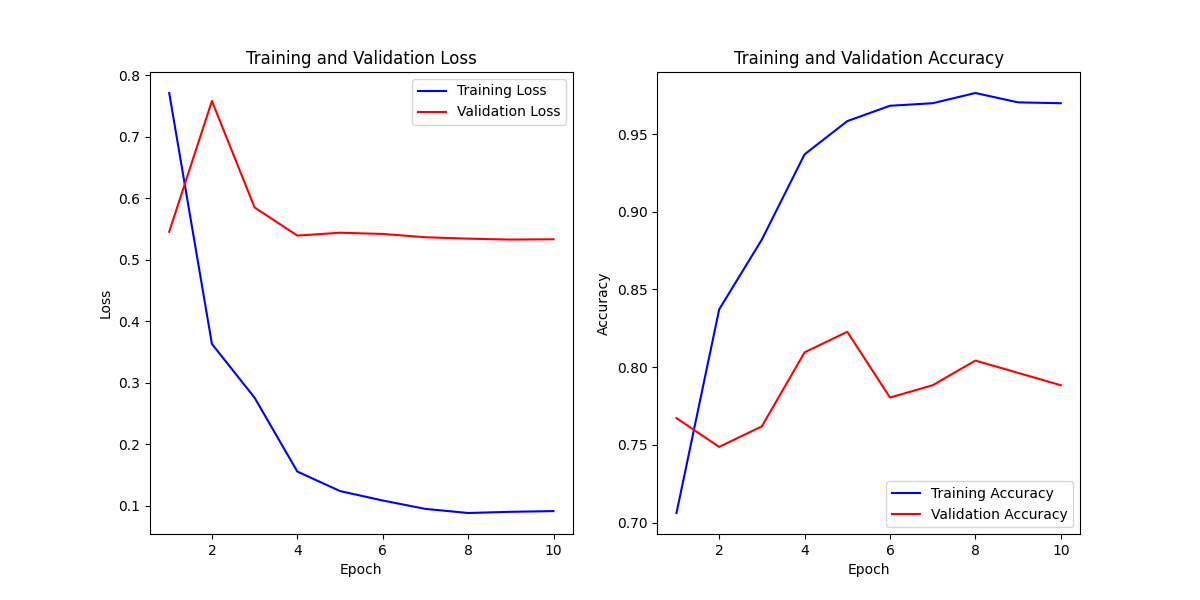 Training and Validation Loss
Loss
0.8
0.7
0.6
0.5
0.4
0.3
0.2
0.1
Training Loss
Validation Loss
2 4 6 8 10
Epoch
Training and Validation Accuracy
Accuracy
0.95
0.90
0.85
0.80
0.75
0.70
Training Accuracy
Validation Accuracy
2 4 6 8 10
Epoch